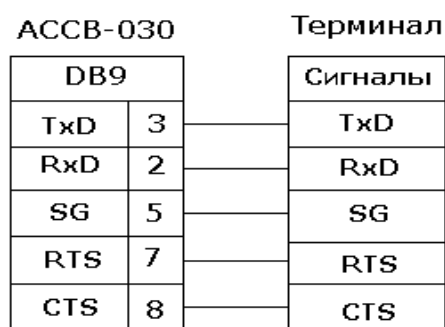 АССВ-030 Терминал
DB9 Сигналы
TxD 3 TxD
RxD 2 RxD
SG 5 SG
RTS 7 RTS
CTS 8 CTS